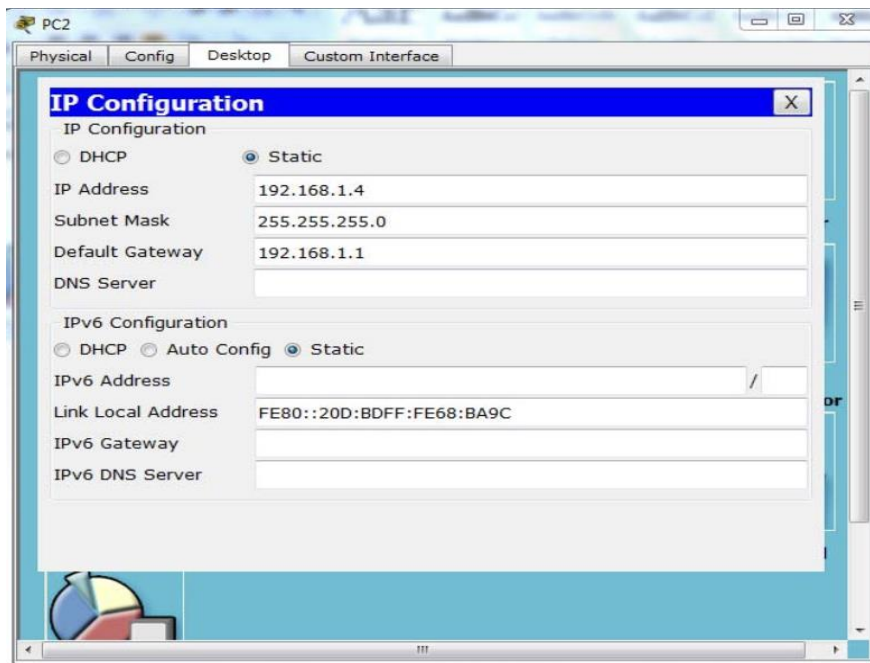 PC2
Physical Config Desktop Custom Interface
IP Configuration X
IP Configuration
DHCP Static
IP Address 192.168.1.4
Subnet Mask 255.255.255.0
Default Gateway 192.168.1.1
DNS Server
IPv6 Configuration
DHCP Auto Config Static
IPv6 Address /
Link Local Address FE80::20D:BDFF:FE68:BA9C
IPv6 Gateway
IPv6 DNS Server